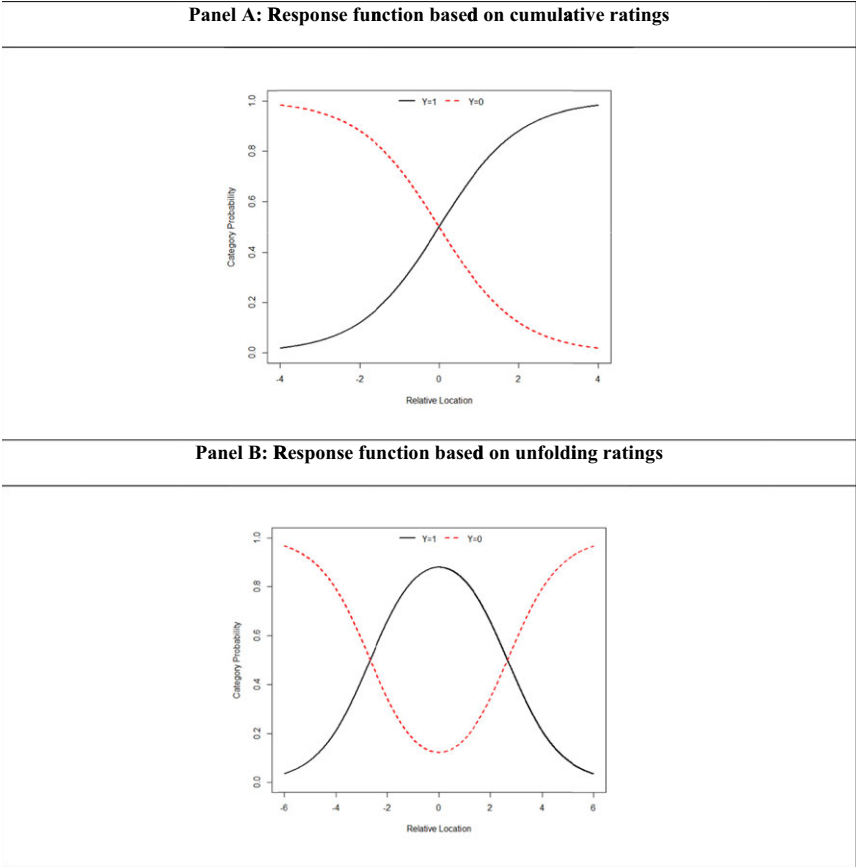 Panel A: Response function based on cumulative ratings
Y=1 Y=0
1.0
0.8
0.6
0.4
0.2
0.0
Category Probability
-4 -2 0 2 4
Relative Location
Panel B: Response function based on unfolding ratings
Y=1 Y=0
1.0
0.8
0.6
0.4
0.2
0.0
Category Probability
-6 -4 -2 0 2 4 6
Relative Location